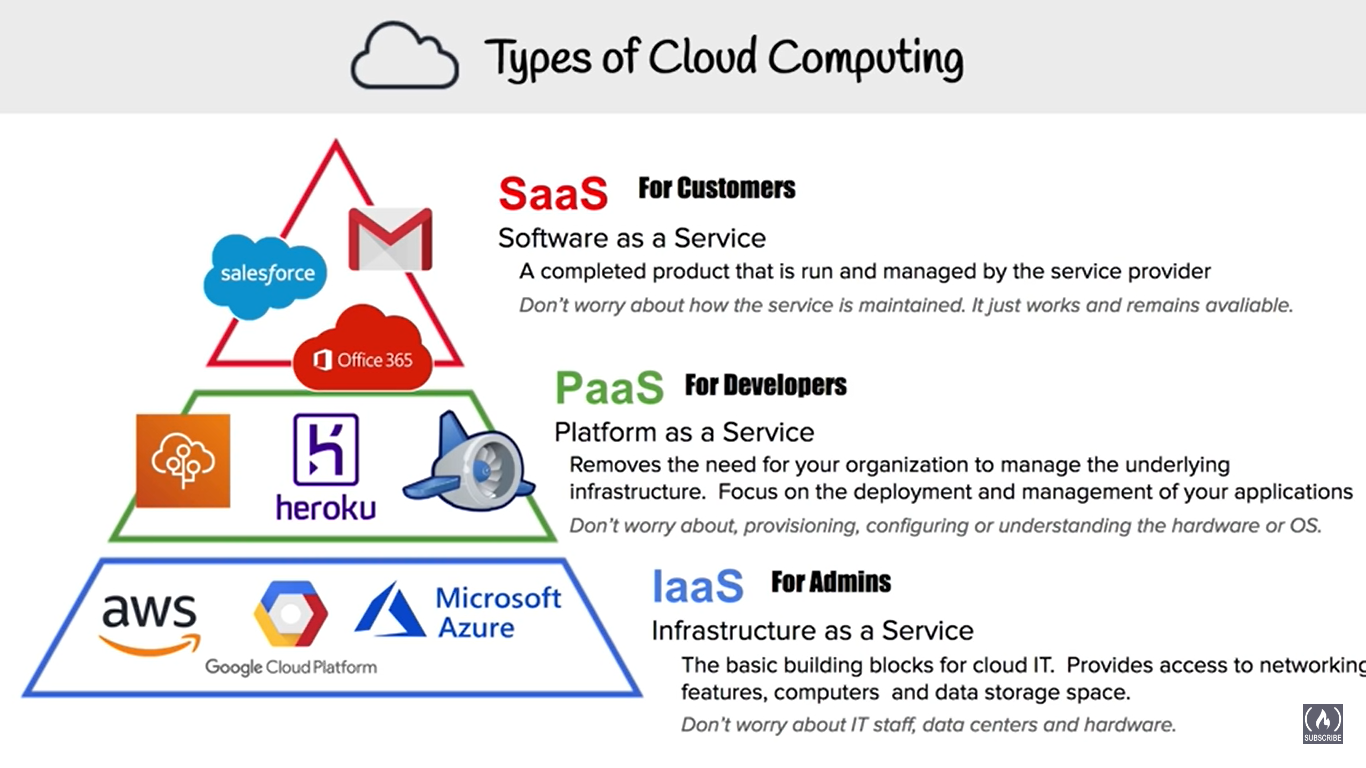 Types of Cloud Computing
SaaS For Customers
Software as a Service
A completed product that is run and managed by the service provider
Don't worry about how the service is maintained. It just works and remains avaliable.
salesforce
Office 365
PaaS For Developers
Platform as a Service
Removes the need for your organization to manage the underlying
infrastructure. Focus on the deployment and management of your applications
Don't worry about, provisioning, configuring or understanding the hardware or OS.
heroku
IaaS For Admins
Infrastructure as a Service
The basic building blocks for cloud IT. Provides access to networking
features, computers and data storage space.
Don't worry about IT staff, data centers and hardware.
aws
Google Cloud Platform
Microsoft
Azure
SUBSCRIBE